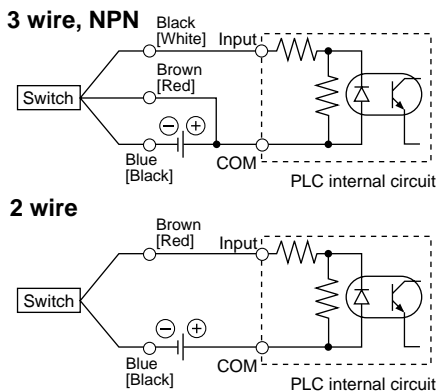 3 wire, NPN
Black
[White]
Input
Brown
[Red]
Switch
⊖ ⊕
Blue
[Black]
COM
PLC internal circuit
2 wire
Brown
[Red]
Input
Switch
⊖ ⊕
Blue
[Black]
COM
PLC internal circuit